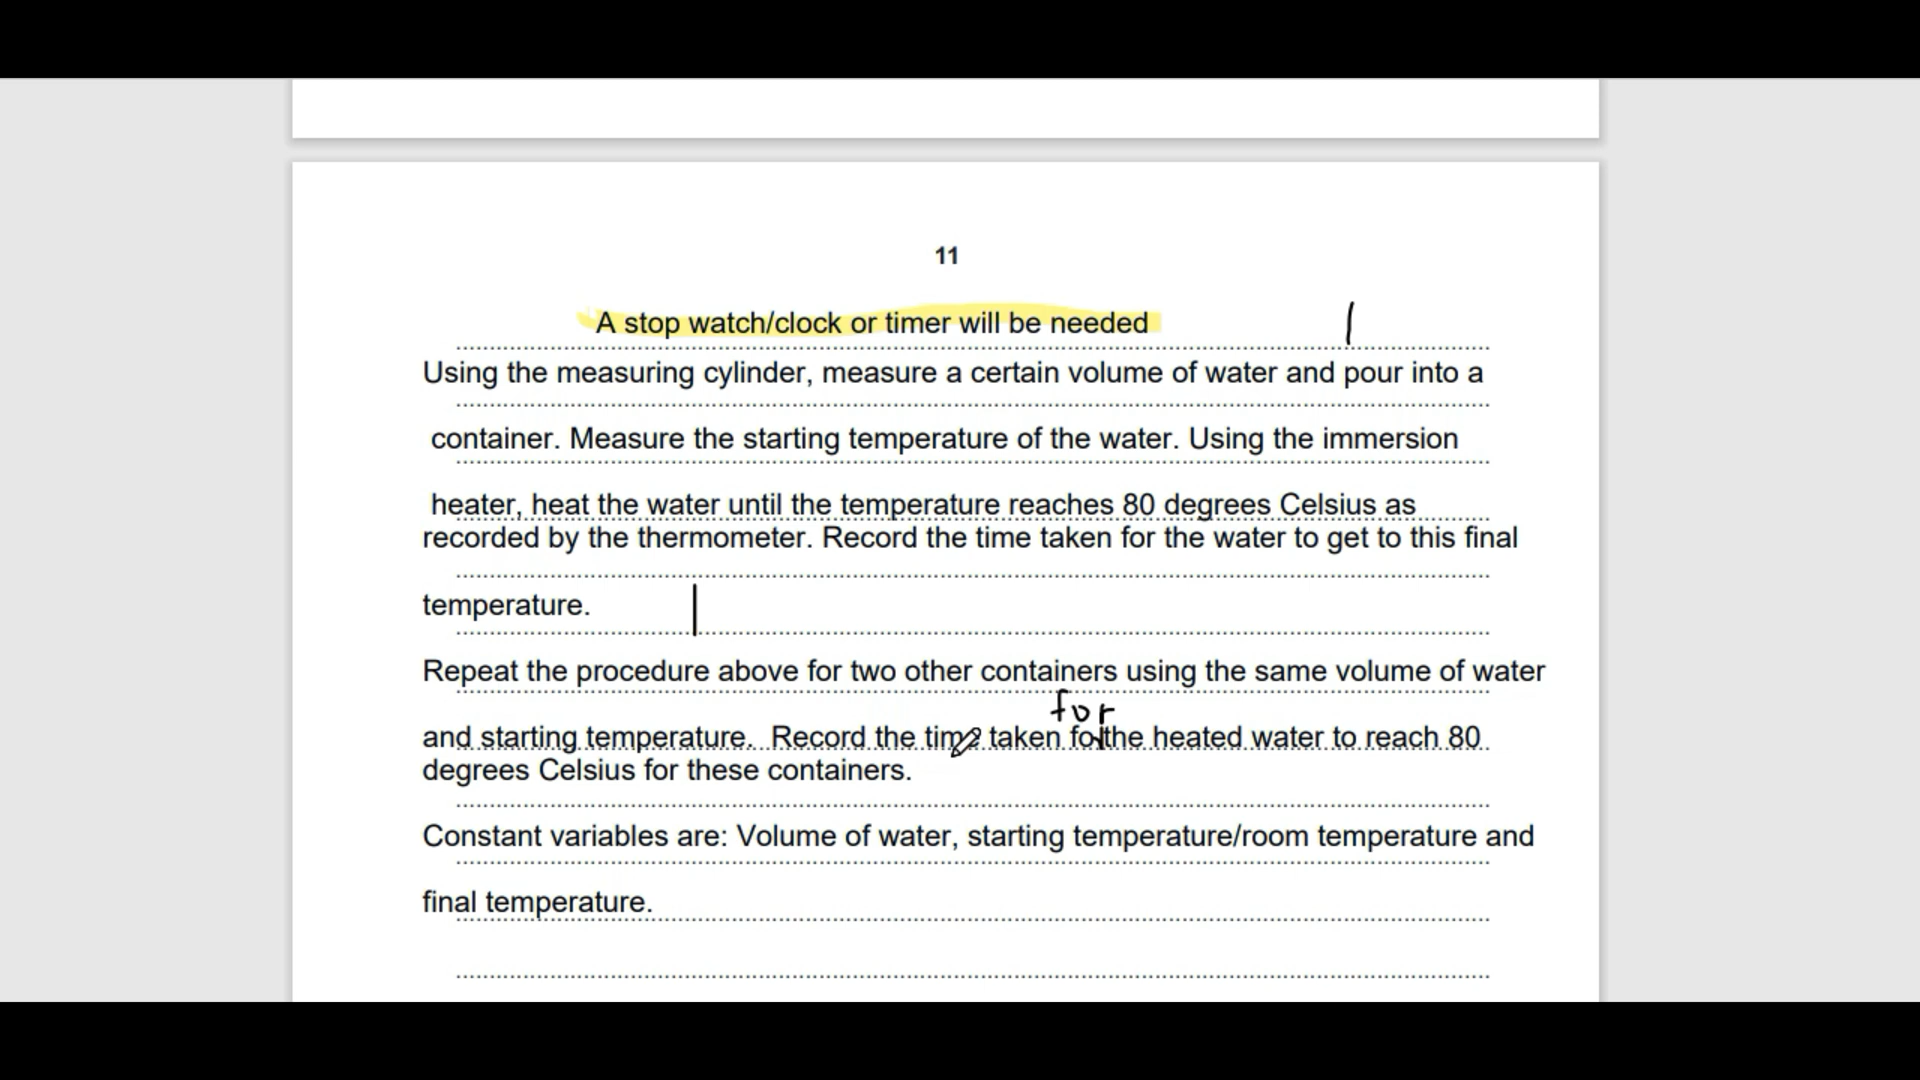 11
A stop watch/clock or timer will be needed |
Using the measuring cylinder, measure a certain volume of water and pour into a
container. Measure the starting temperature of the water. Using the immersion
heater, heat the water until the temperature reaches 80 degrees Celsius as
recorded by the thermometer. Record the time taken for the water to get to this final
temperature. |
Repeat the procedure above for two other containers using the same volume of water
for
and starting temperature. Record the time taken for the heated water to reach 80
degrees Celsius for these containers.
Constant variables are: Volume of water, starting temperature/room temperature and
final temperature.